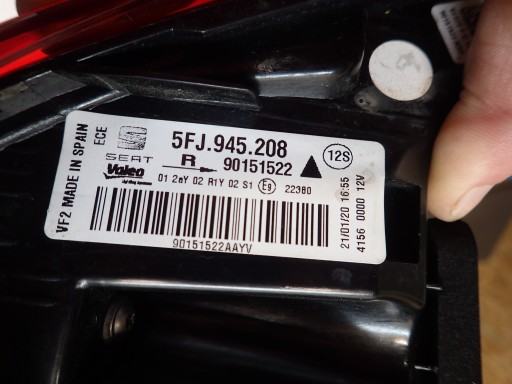 VF2 MADE IN SPAIN
ECE
SEAT
Valeo
5FJ.945.208
R
90151522
12S
01 2aY 02 R1Y 02 S1 E9 22380
90151522AAYV
21/01/20 16:55
4156 0000 12V